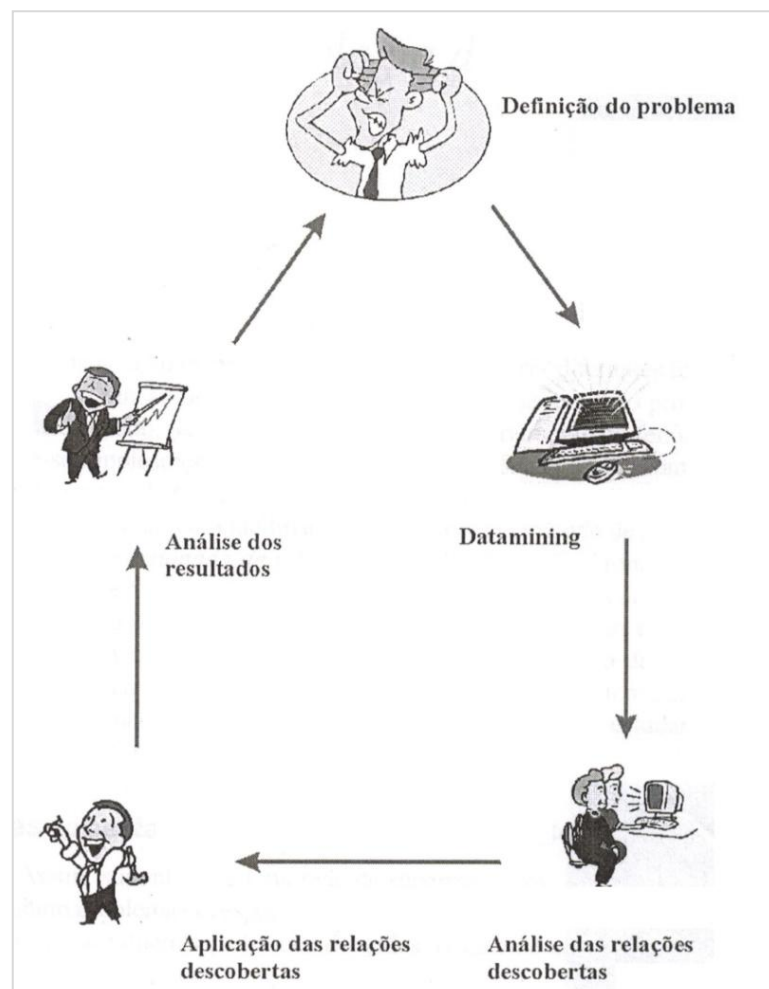 Definição do problema
Datamining
Análise dos
resultados
Aplicação das relações
descobertas
Análise das relações
descobertas